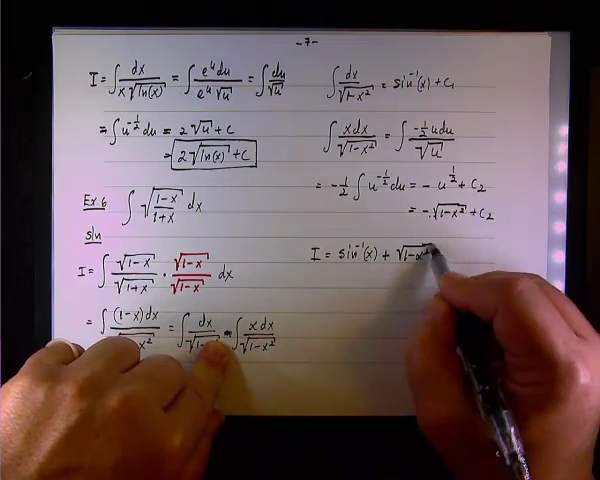 -7-
I = ∫ dx / x√ln(x) = ∫ e^u du / e^u √u = ∫ du / √u
= ∫ u^(-1/2) du = 2√u + C
= 2√ln(x) + C
Ex. 6 ∫ √((1-x)/(1+x)) dx
sln
I = ∫ √(1-x) / √(1+x) · √(1-x) / √(1-x) dx
= ∫ (1-x) dx / x² = ∫ dx / √1- - ∫ x dx / √(1-x²)
∫ dx / √(1-x²) = sin⁻¹(x) + C₁
∫ x dx / √(1-x²) = ∫ -½ u du / √u
= -½ ∫ u^(-1/2) du = - u^(1/2) + C₂
= -√(1-x²) + C₂
I = sin⁻¹(x) + √(1-x²)